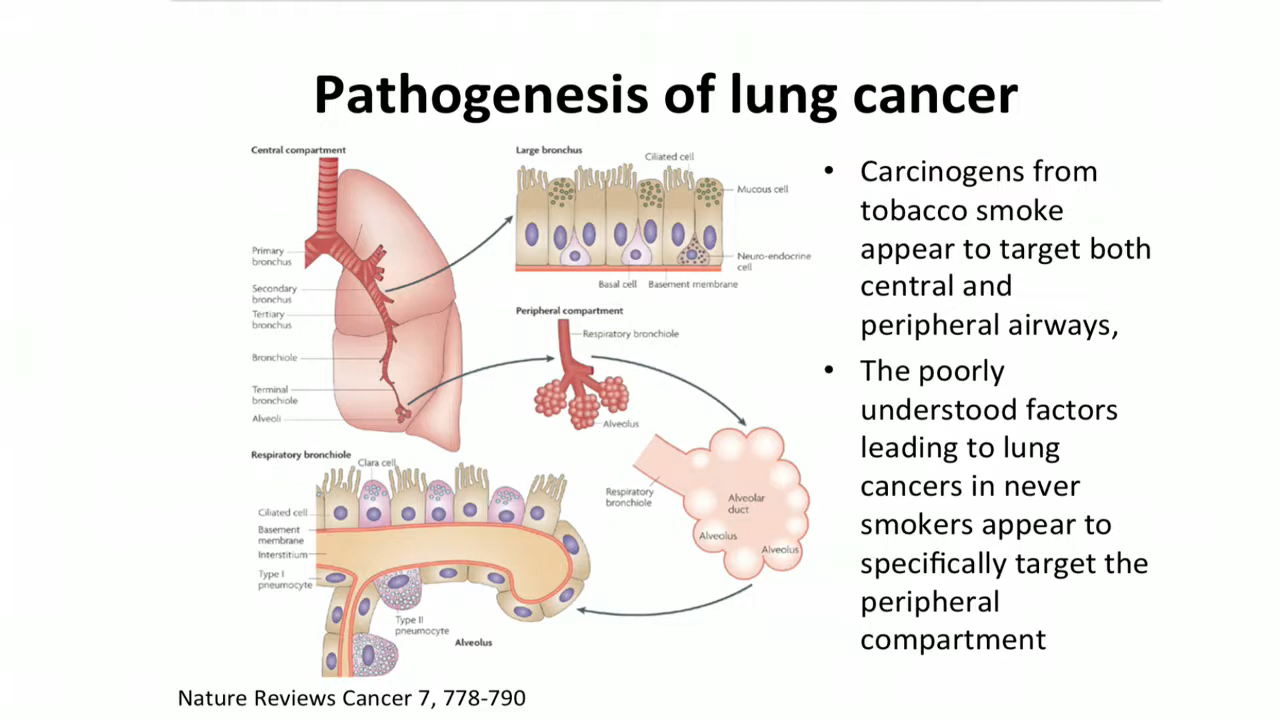 Pathogenesis of lung cancer
Central compartment
Primary
bronchus
Secondary
bronchus
Tertiary
bronchus
Bronchiole
Terminal
bronchiole
Alveoli
Large bronchus
Ciliated cell
Mucous cell
Neuro-endocrine
cell
Basal cell
Basement membrane
Peripheral compartment
Respiratory bronchiole
Alveolus
Respiratory
bronchiole
Alveolar
duct
Alveolus
Alveolus
Respiratory bronchiole
Clara cell
Ciliated cell
Basement
membrane
Interstitium
Type I
pneumocyte
Type II
pneumocyte
Alveolus
• Carcinogens from
tobacco smoke
appear to target both
central and
peripheral airways,
• The poorly
understood factors
leading to lung
cancers in never
smokers appear to
specifically target the
peripheral
compartment
Nature Reviews Cancer 7, 778-790